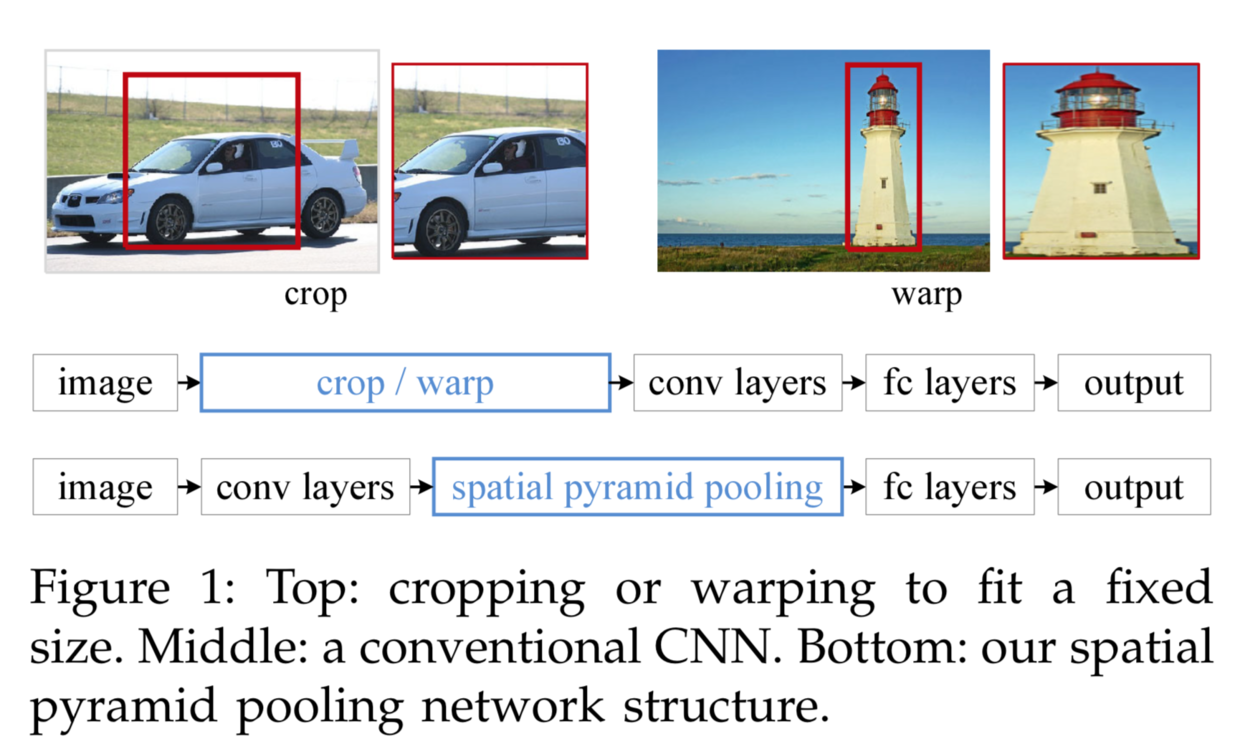 crop
warp
image
crop / warp
conv layers
fc layers
output
image
conv layers
spatial pyramid pooling
fc layers
output
Figure 1: Top: cropping or warping to fit a fixed
size. Middle: a conventional CNN. Bottom: our spatial
pyramid pooling network structure.